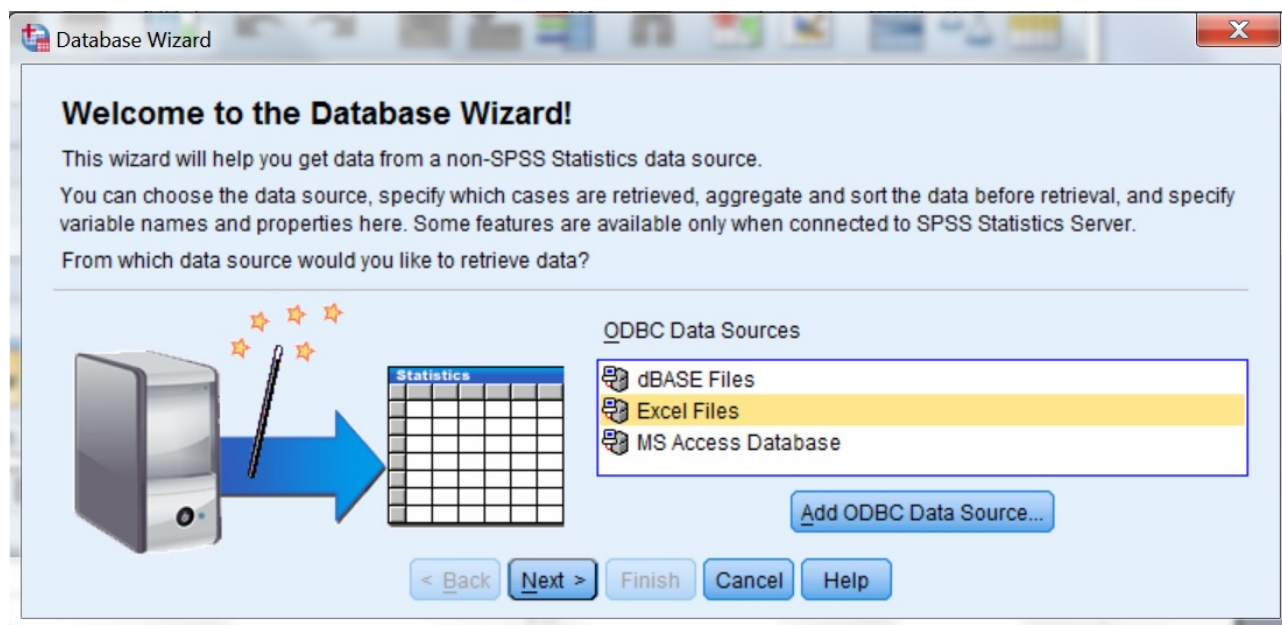 Database Wizard
X
Welcome to the Database Wizard!
This wizard will help you get data from a non-SPSS Statistics data source.
You can choose the data source, specify which cases are retrieved, aggregate and sort the data before retrieval, and specify
variable names and properties here. Some features are available only when connected to SPSS Statistics Server.
From which data source would you like to retrieve data?
Statistics
ODBC Data Sources
dBASE Files
Excel Files
MS Access Database
Add ODBC Data Source...
< Back Next > Finish Cancel Help